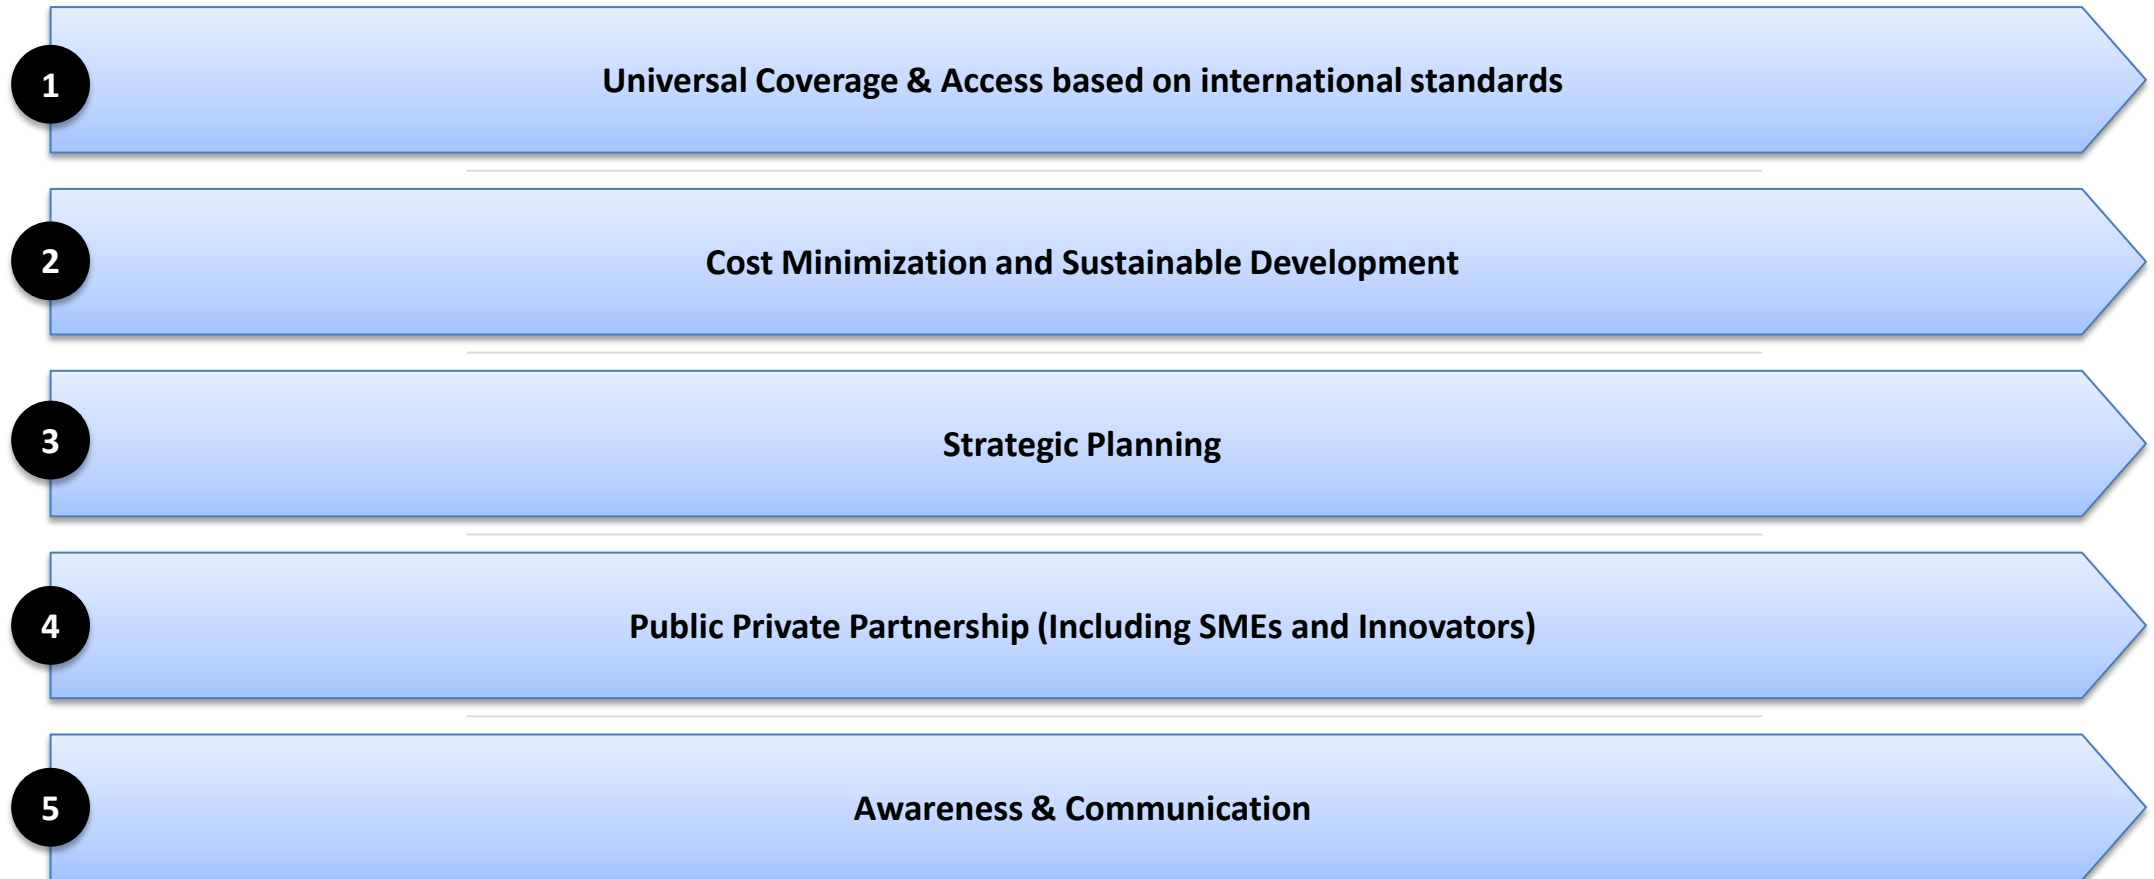 1
Universal Coverage & Access based on international standards
2
Cost Minimization and Sustainable Development
3
Strategic Planning
4
Public Private Partnership (Including SMEs and Innovators)
5
Awareness & Communication